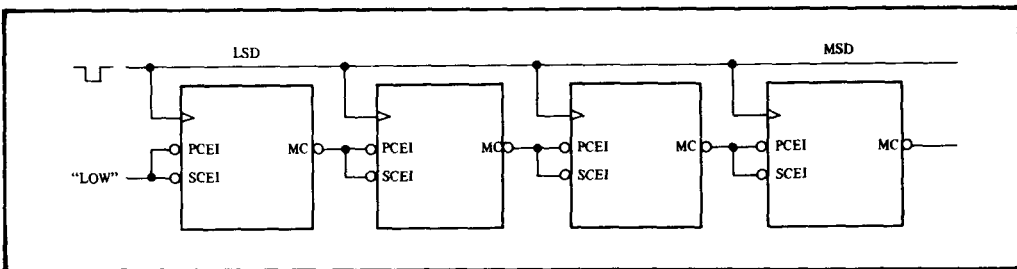 LSD MSD
PCEI MC PCEI MC PCEI MC PCEI MC
"LOW" SCEI SCEI SCEI SCEI